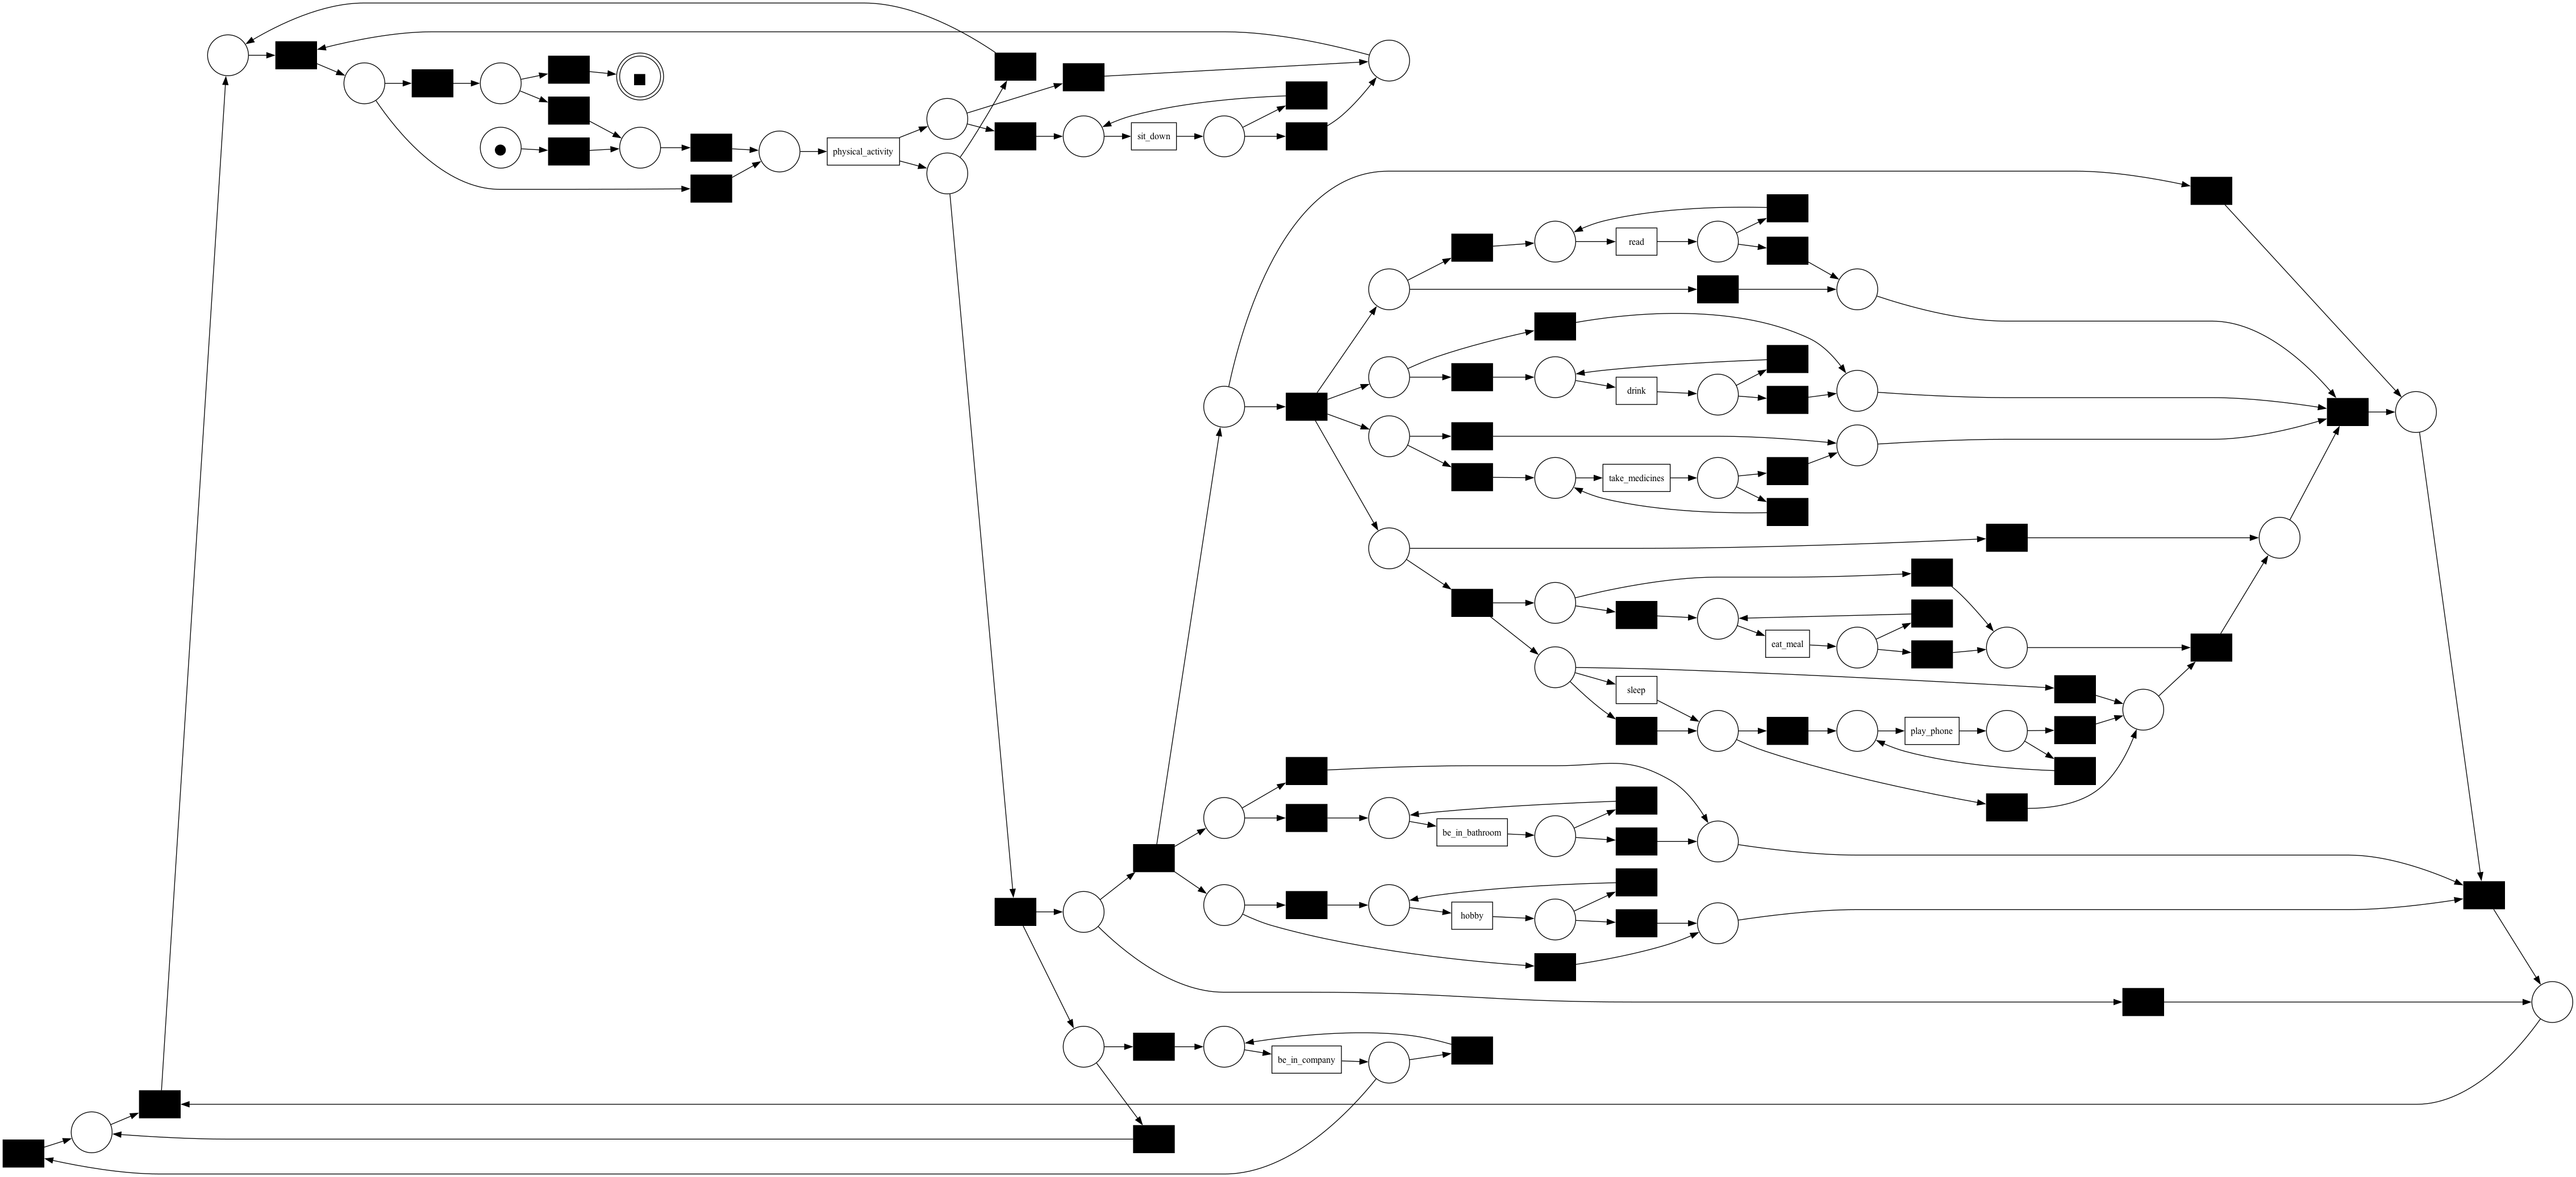 sit_down
physical_activity
read
drink
take_medicines
eat_meal
sleep
play_phone
be_in_bathroom
hobby
be_in_company